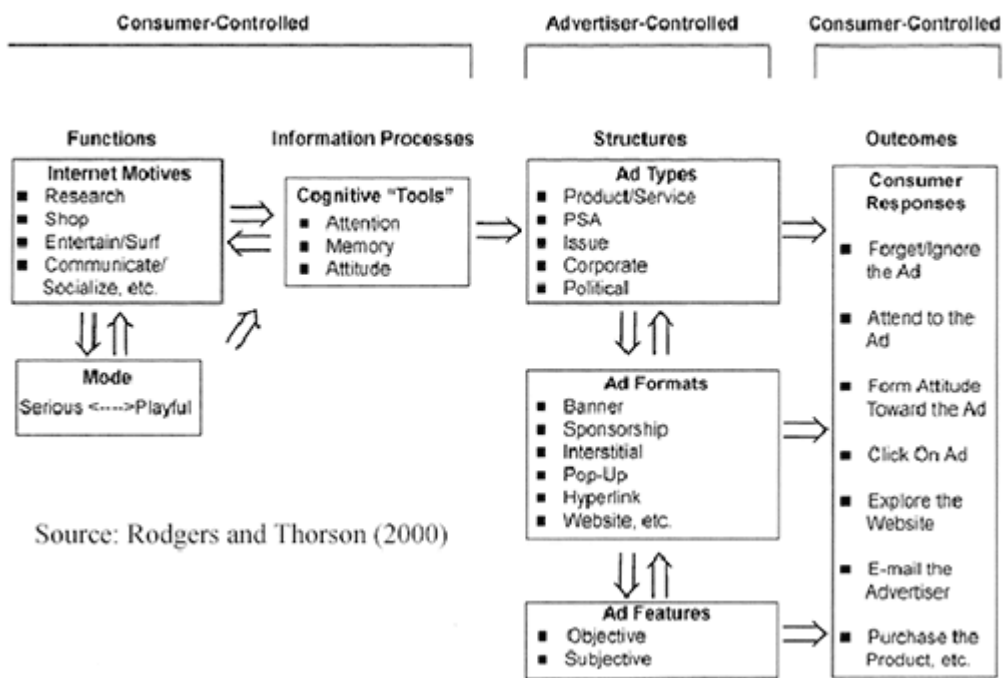 Consumer-Controlled
Advertiser-Controlled
Consumer-Controlled
Functions
Information Processes
Structures
Outcomes
Internet Motives
■ Research
■ Shop
■ Entertain/Surf
■ Communicate/
Socialize, etc.
Mode
Serious <---->Playful
Cognitive “Tools”
■ Attention
■ Memory
■ Attitude
Ad Types
■ Product/Service
■ PSA
■ Issue
■ Corporate
■ Political
Ad Formats
■ Banner
■ Sponsorship
■ Interstitial
■ Pop-Up
■ Hyperlink
■ Website, etc.
Ad Features
■ Objective
■ Subjective
Consumer
Responses
■ Forget/Ignore
the Ad
■ Attend to the
Ad
■ Form Attitude
Toward the Ad
■ Click On Ad
■ Explore the
Website
■ E-mail the
Advertiser
■ Purchase the
Product, etc.
Source: Rodgers and Thorson (2000)